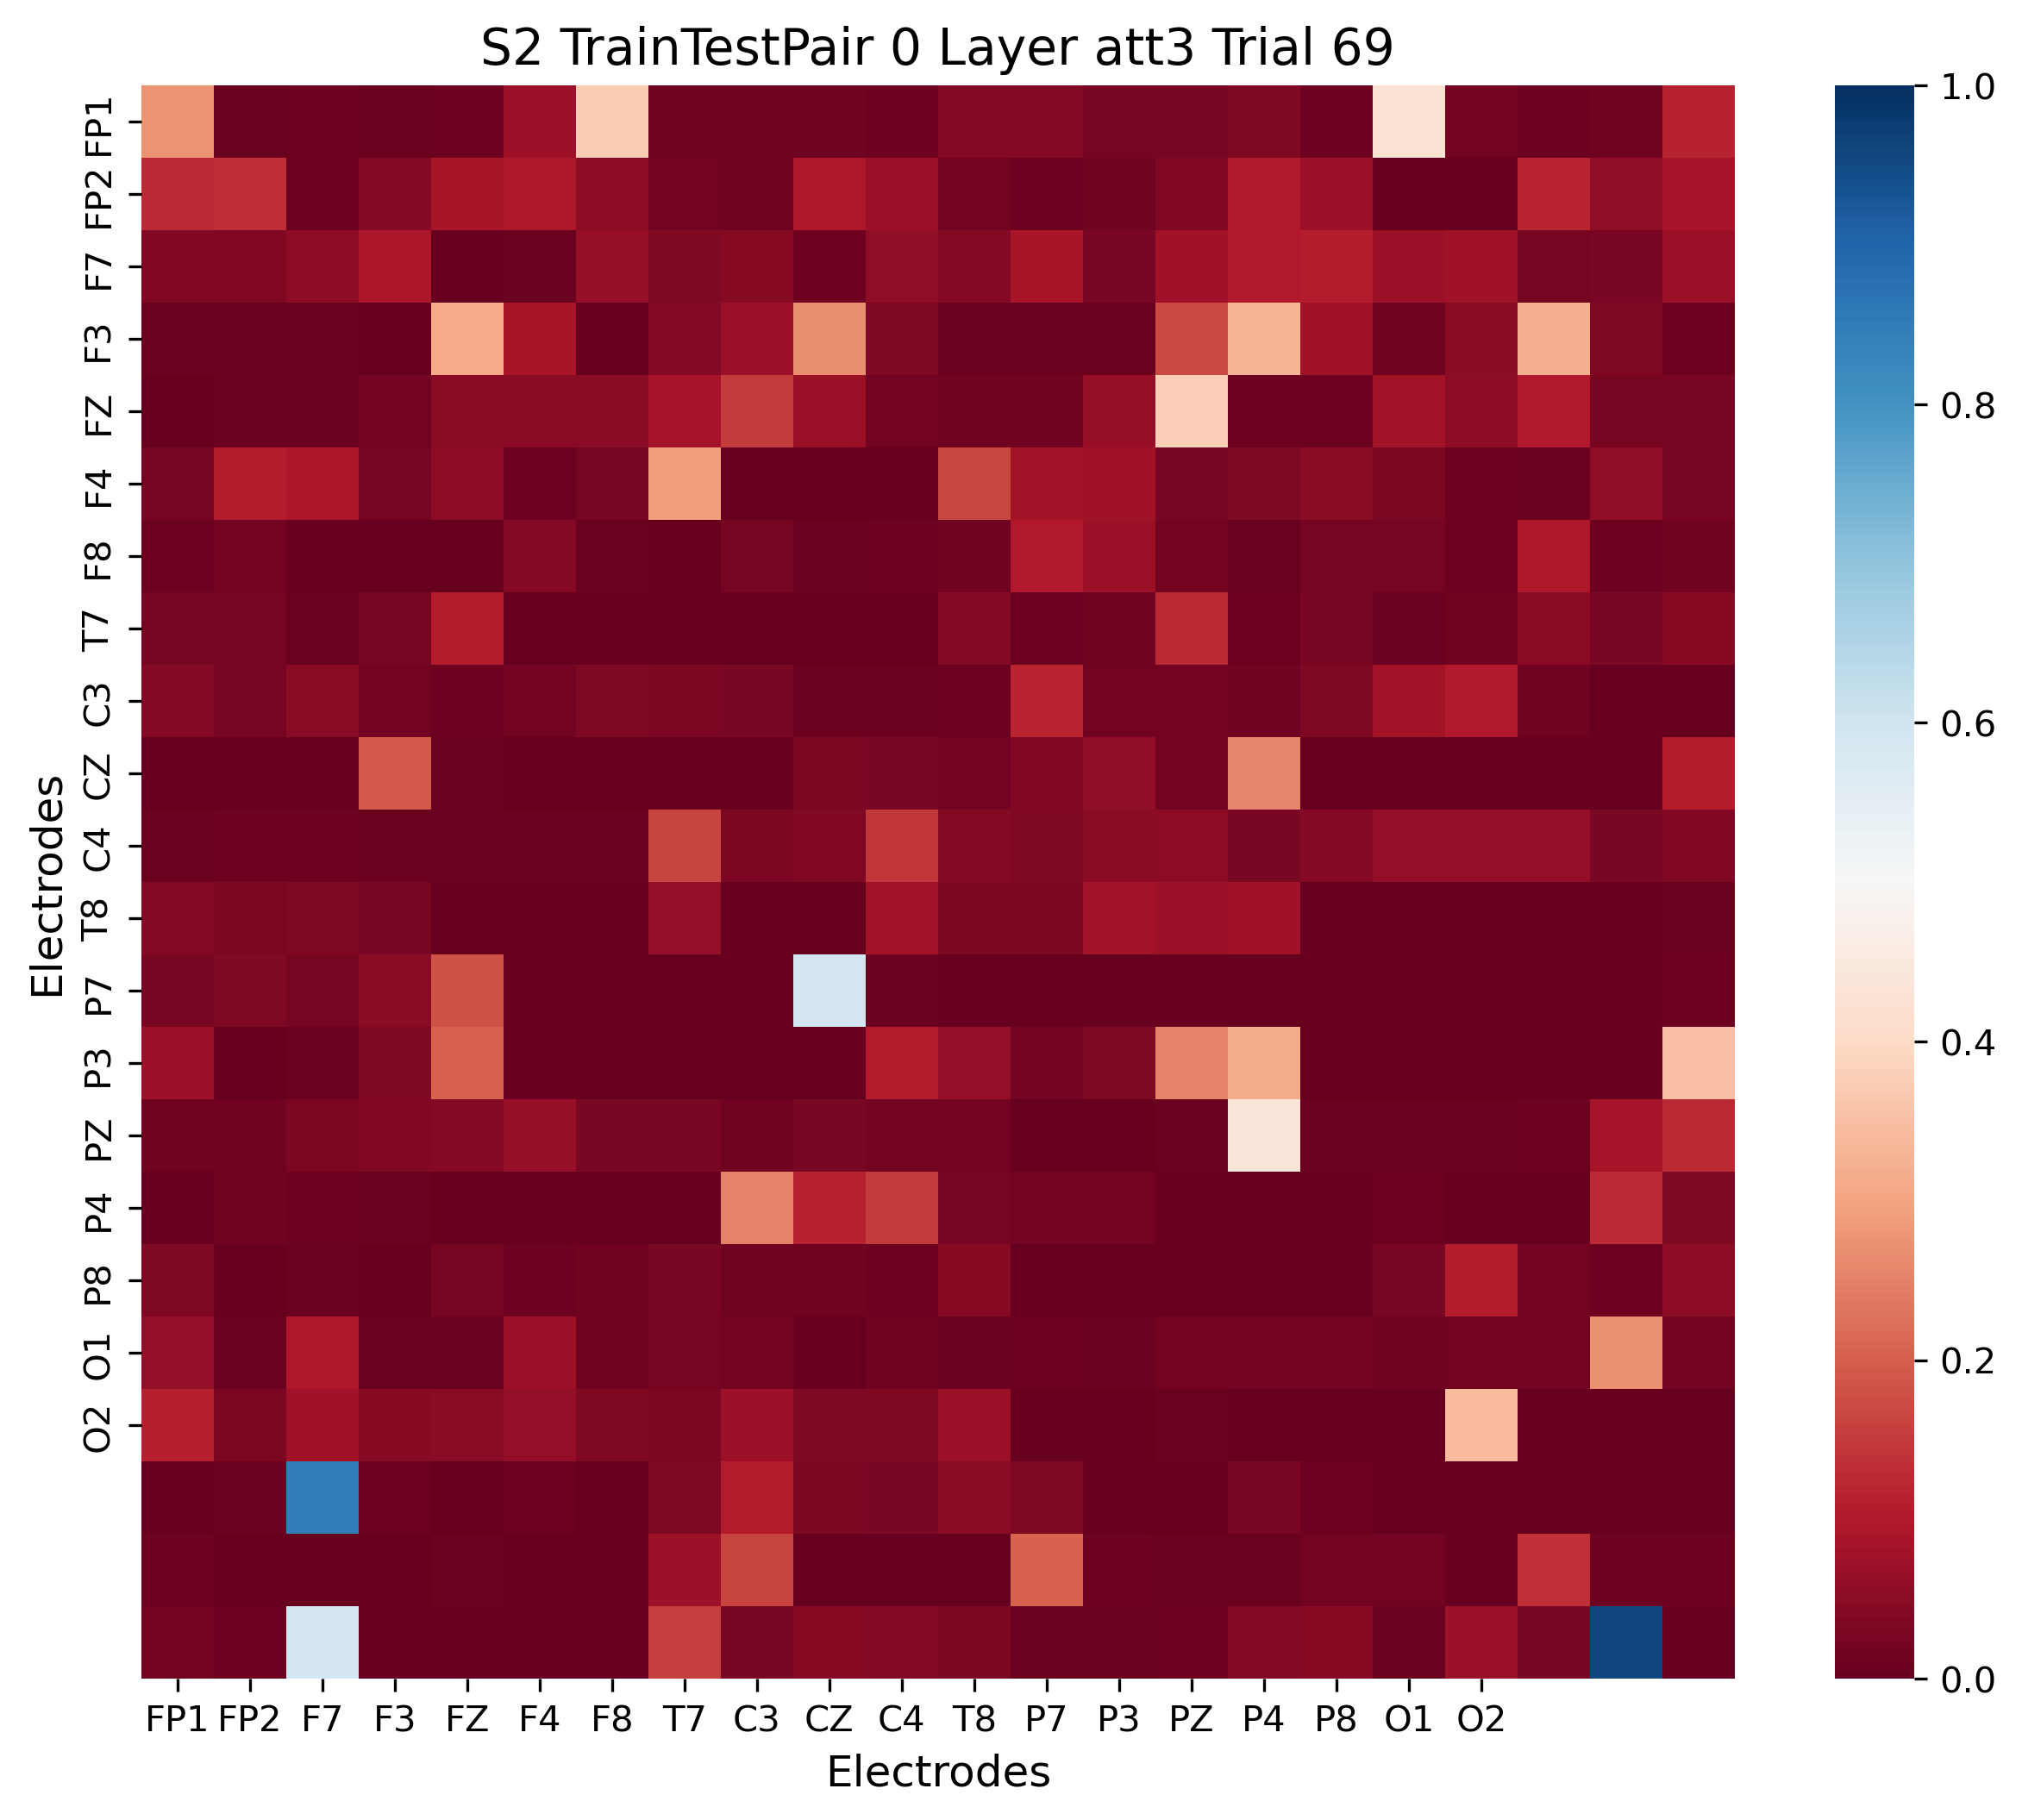 S2 TrainTestPair 0 Layer att3 Trial 69
Electrodes
FP1
FP2
F7
F3
FZ
F4
F8
T7
C3
CZ
C4
T8
P7
P3
PZ
P4
P8
O1
O2
FP1 FP2 F7 F3 FZ F4 F8 T7 C3 CZ C4 T8 P7 P3 PZ P4 P8 O1 O2
Electrodes
1.0
0.8
0.6
0.4
0.2
0.0